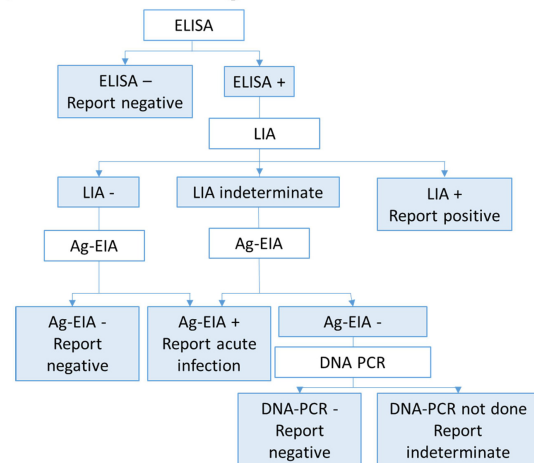 ELISA
ELISA –
Report negative
ELISA +
LIA
LIA -
LIA indeterminate
LIA +
Report positive
Ag-EIA
Ag-EIA
Ag-EIA -
Report
negative
Ag-EIA +
Report acute
infection
Ag-EIA -
DNA PCR
DNA-PCR -
Report
negative
DNA-PCR not done
Report
indeterminate